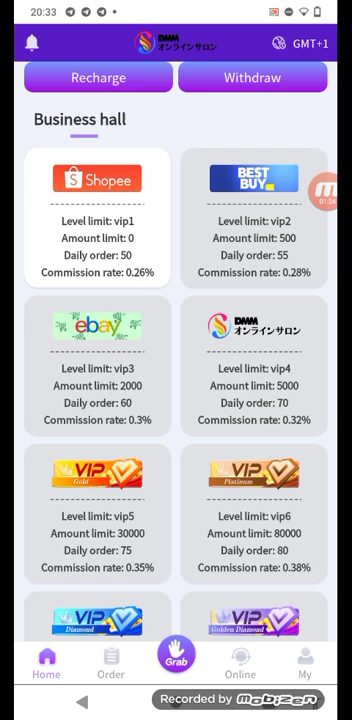 20:33
DMM
オンラインサロン
GMT+1
Recharge
Withdraw
Business hall
Shopee
Level limit: vip1
Amount limit: 0
Daily order: 50
Commission rate: 0.26%
BEST
BUY
Level limit: vip2
Amount limit: 500
Daily order: 55
Commission rate: 0.28%
01:24
ebay
Level limit: vip3
Amount limit: 2000
Daily order: 60
Commission rate: 0.3%
DMM
オンラインサロン
Level limit: vip4
Amount limit: 5000
Daily order: 70
Commission rate: 0.32%
VIP
Gold
Level limit: vip5
Amount limit: 30000
Daily order: 75
Commission rate: 0.35%
VIP
Platinum
Level limit: vip6
Amount limit: 80000
Daily order: 80
Commission rate: 0.38%
VIP
Diamond
VIP
Golden Diamond
Home
Order
Grab
Online
My
Recorded by mobizen